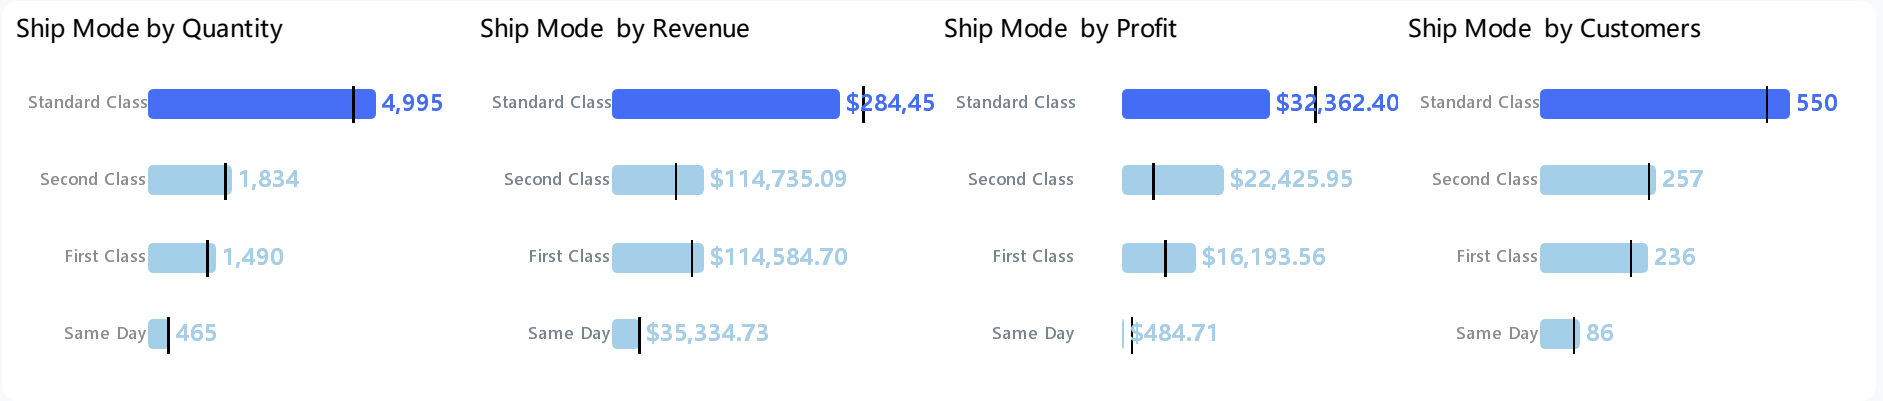 Ship Mode by Quantity
Standard Class 4,995
Second Class 1,834
First Class 1,490
Same Day 465
Ship Mode by Revenue
Standard Class $284,45
Second Class $114,735.09
First Class $114,584.70
Same Day $35,334.73
Ship Mode by Profit
Standard Class $32,362.40
Second Class $22,425.95
First Class $16,193.56
Same Day $484.71
Ship Mode by Customers
Standard Class 550
Second Class 257
First Class 236
Same Day 86